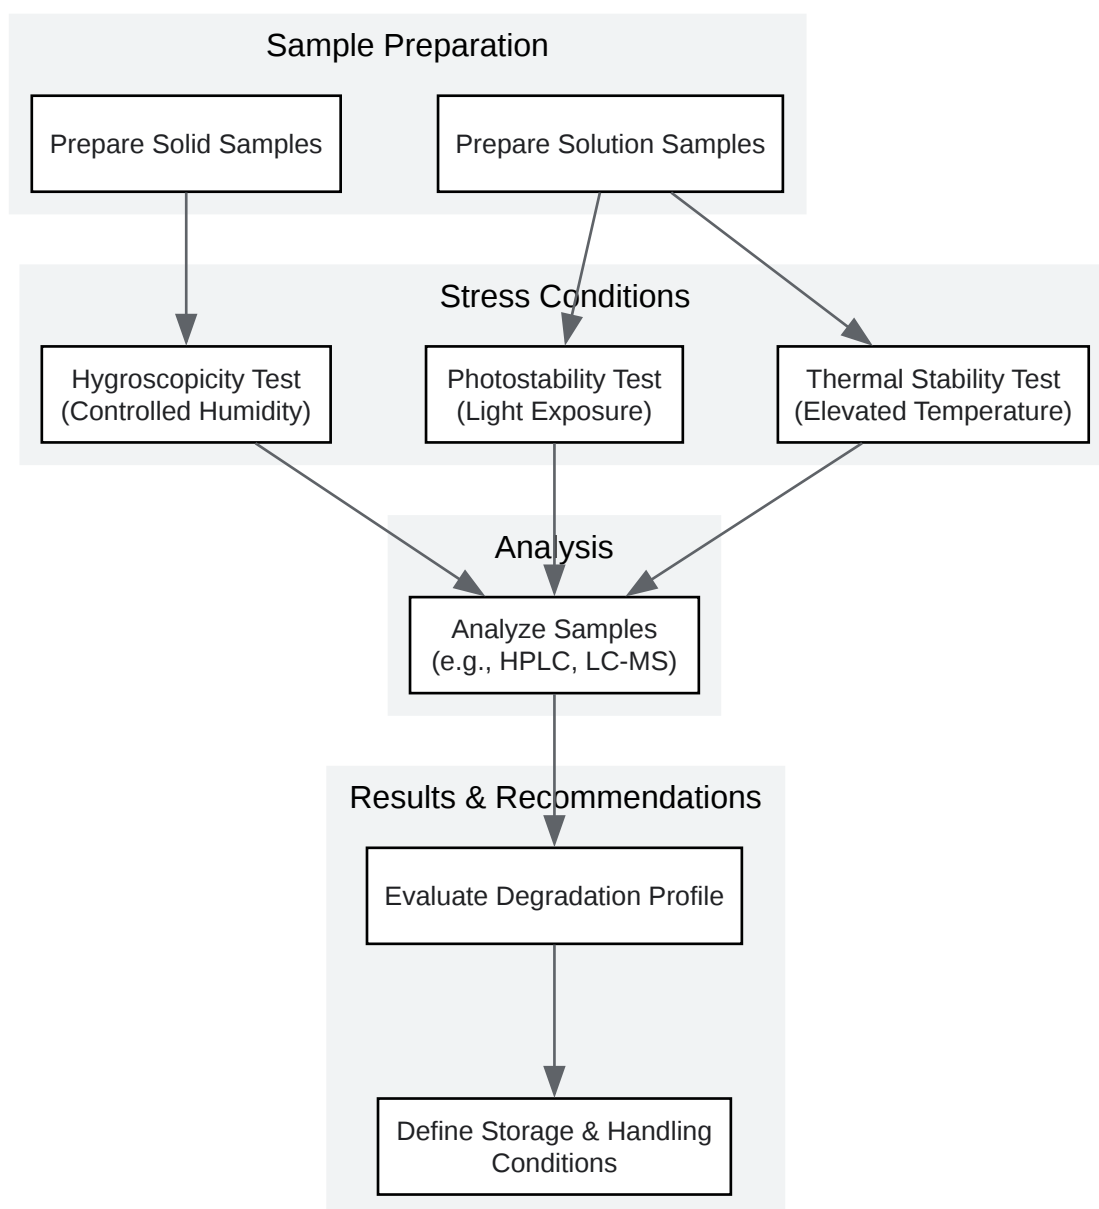 Sample Preparation
Prepare Solid Samples
Prepare Solution Samples
Stress Conditions
Hygroscopicity Test
(Controlled Humidity)
Photostability Test
(Light Exposure)
Thermal Stability Test
(Elevated Temperature)
Analysis
Analyze Samples
(e.g., HPLC, LC-MS)
Results & Recommendations
Evaluate Degradation Profile
Define Storage & Handling
Conditions